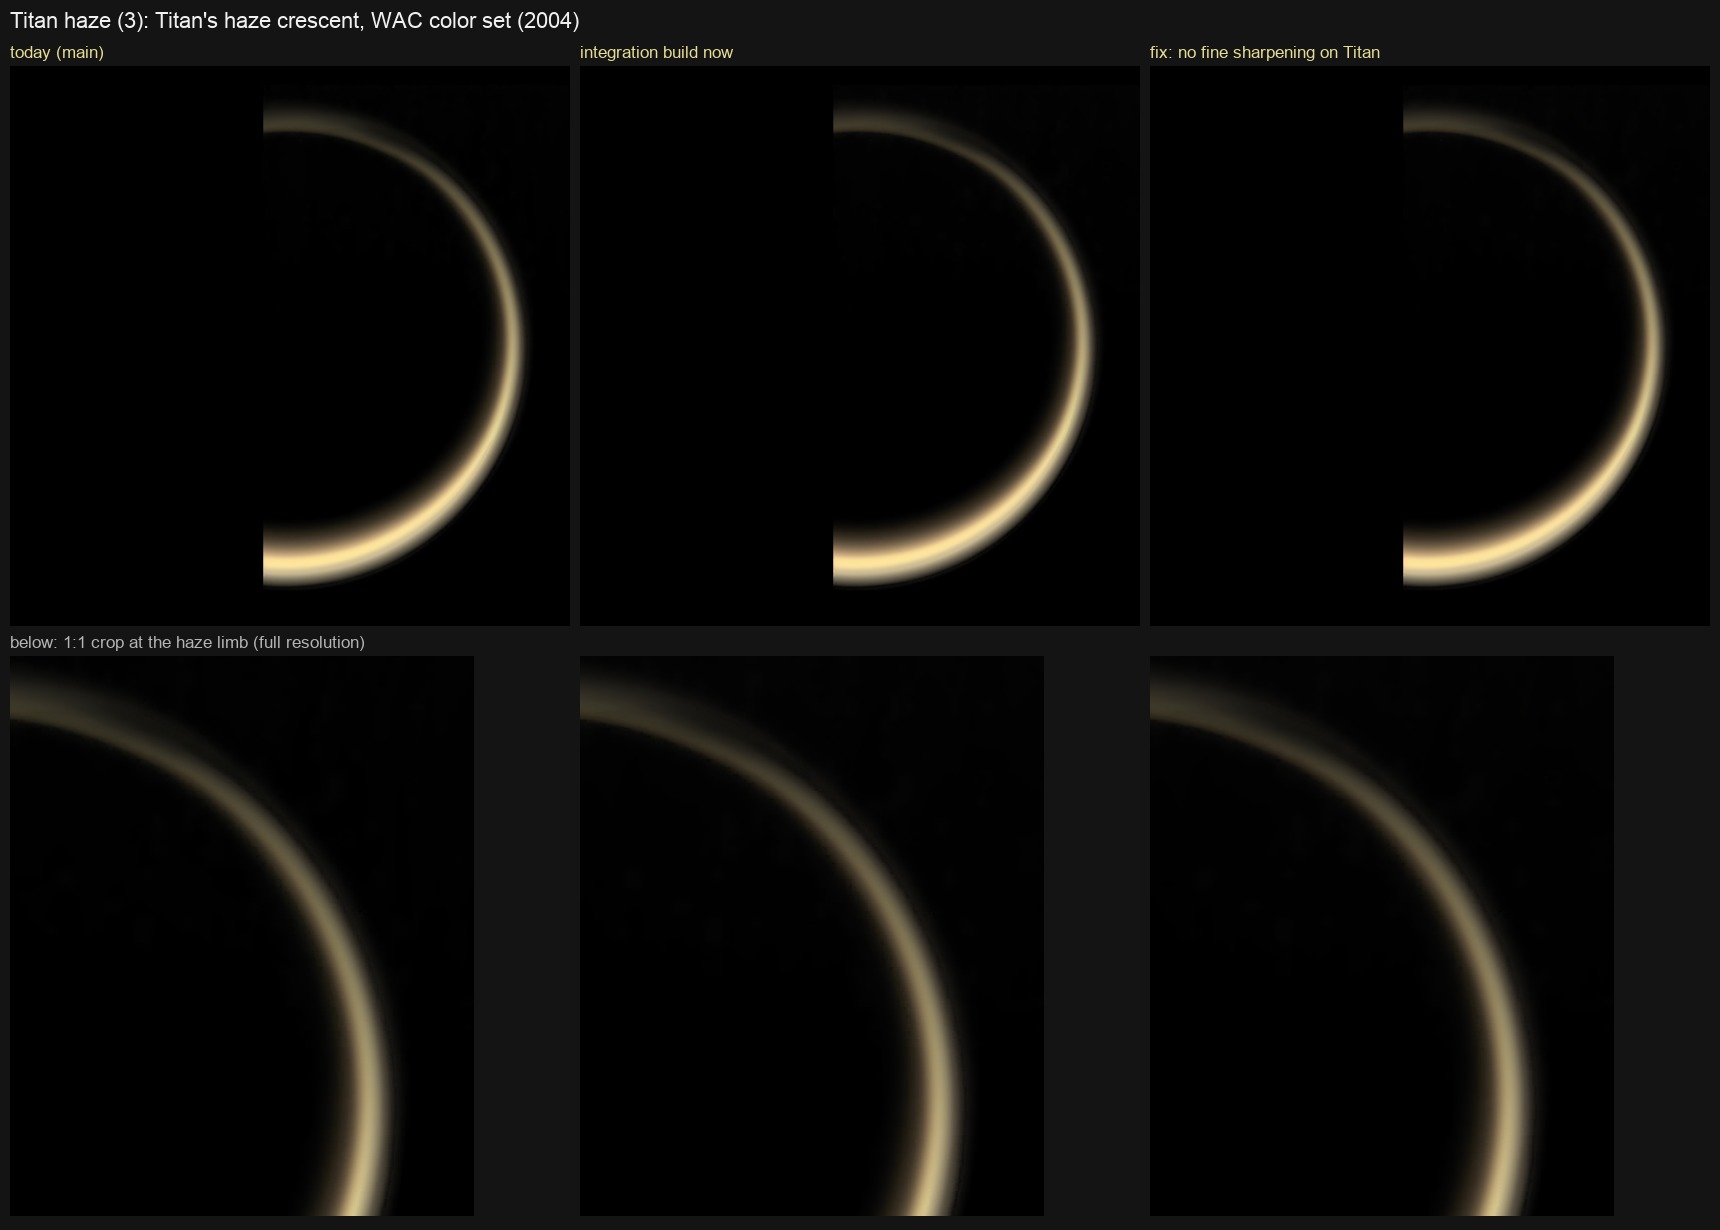 Titan haze (3): Titan's haze crescent, WAC color set (2004)
today (main)
integration build now
fix: no fine sharpening on Titan
below: 1:1 crop at the haze limb (full resolution)